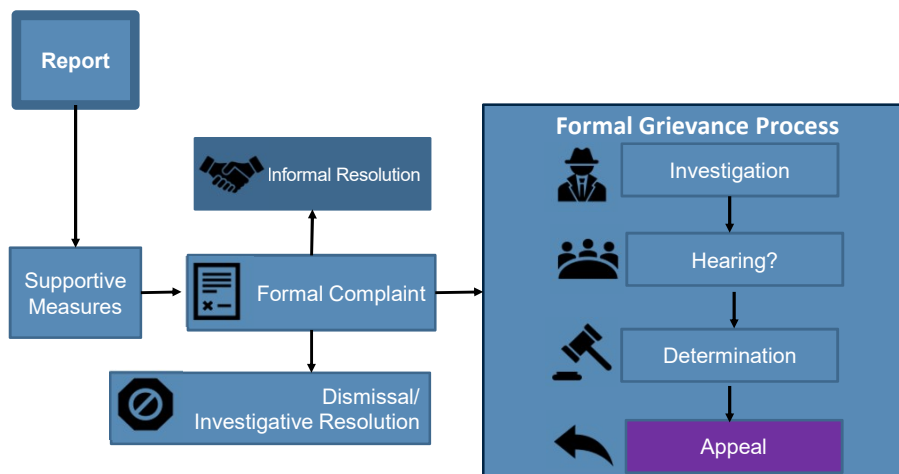 Report
Formal Grievance Process
Informal Resolution
Investigation
Supportive
Measures
Formal Complaint
Hearing?
Determination
Dismissal/
Investigative Resolution
Appeal